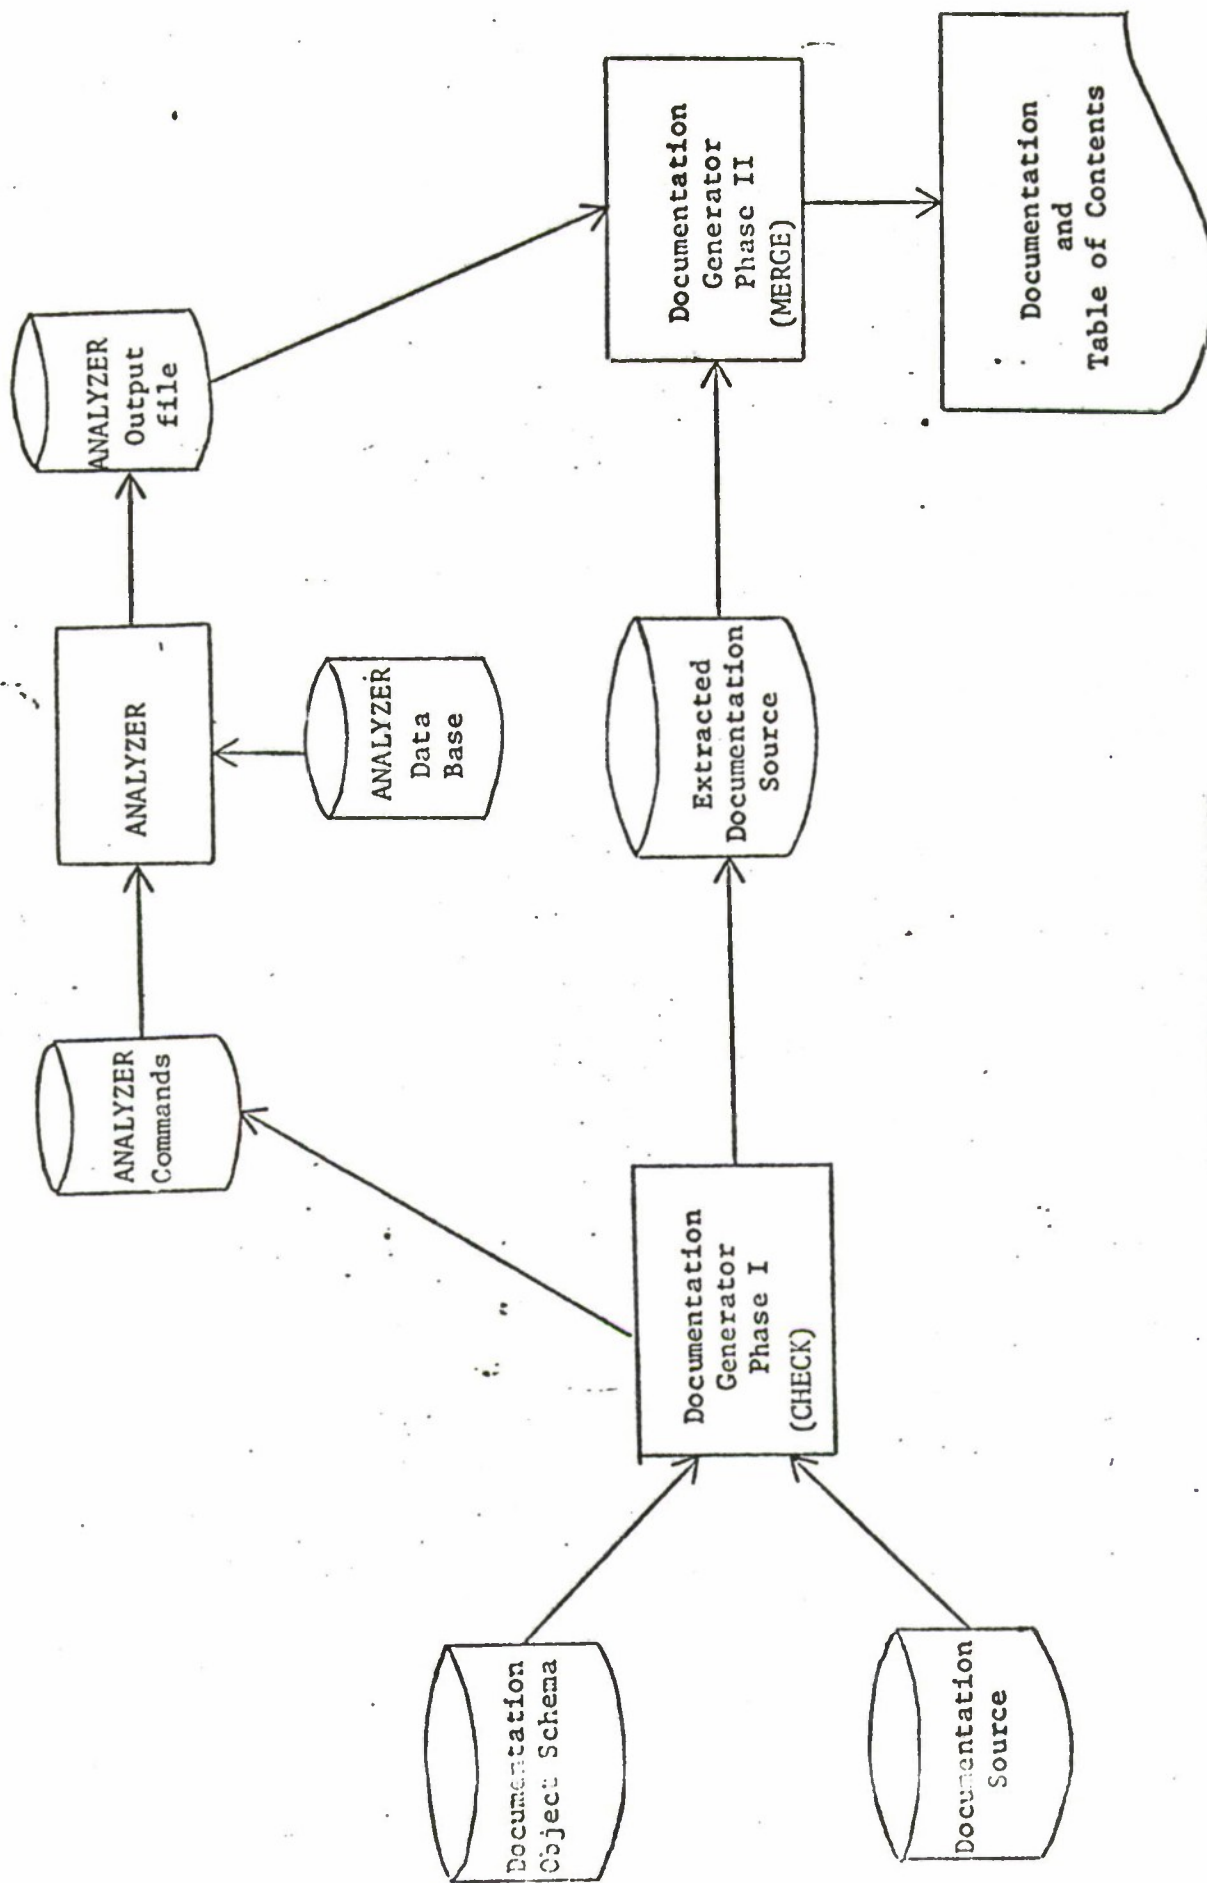 Documentation
Object Schema
Documentation
Source
Documentation
Generator
Phase I
(CHECK)
ANALYZER
Commands
ANALYZER
ANALYZER
Data
Base
ANALYZER
Output
file
Extracted
Documentation
Source
Documentation
Generator
Phase II
(MERGE)
Documentation
and
Table of Contents